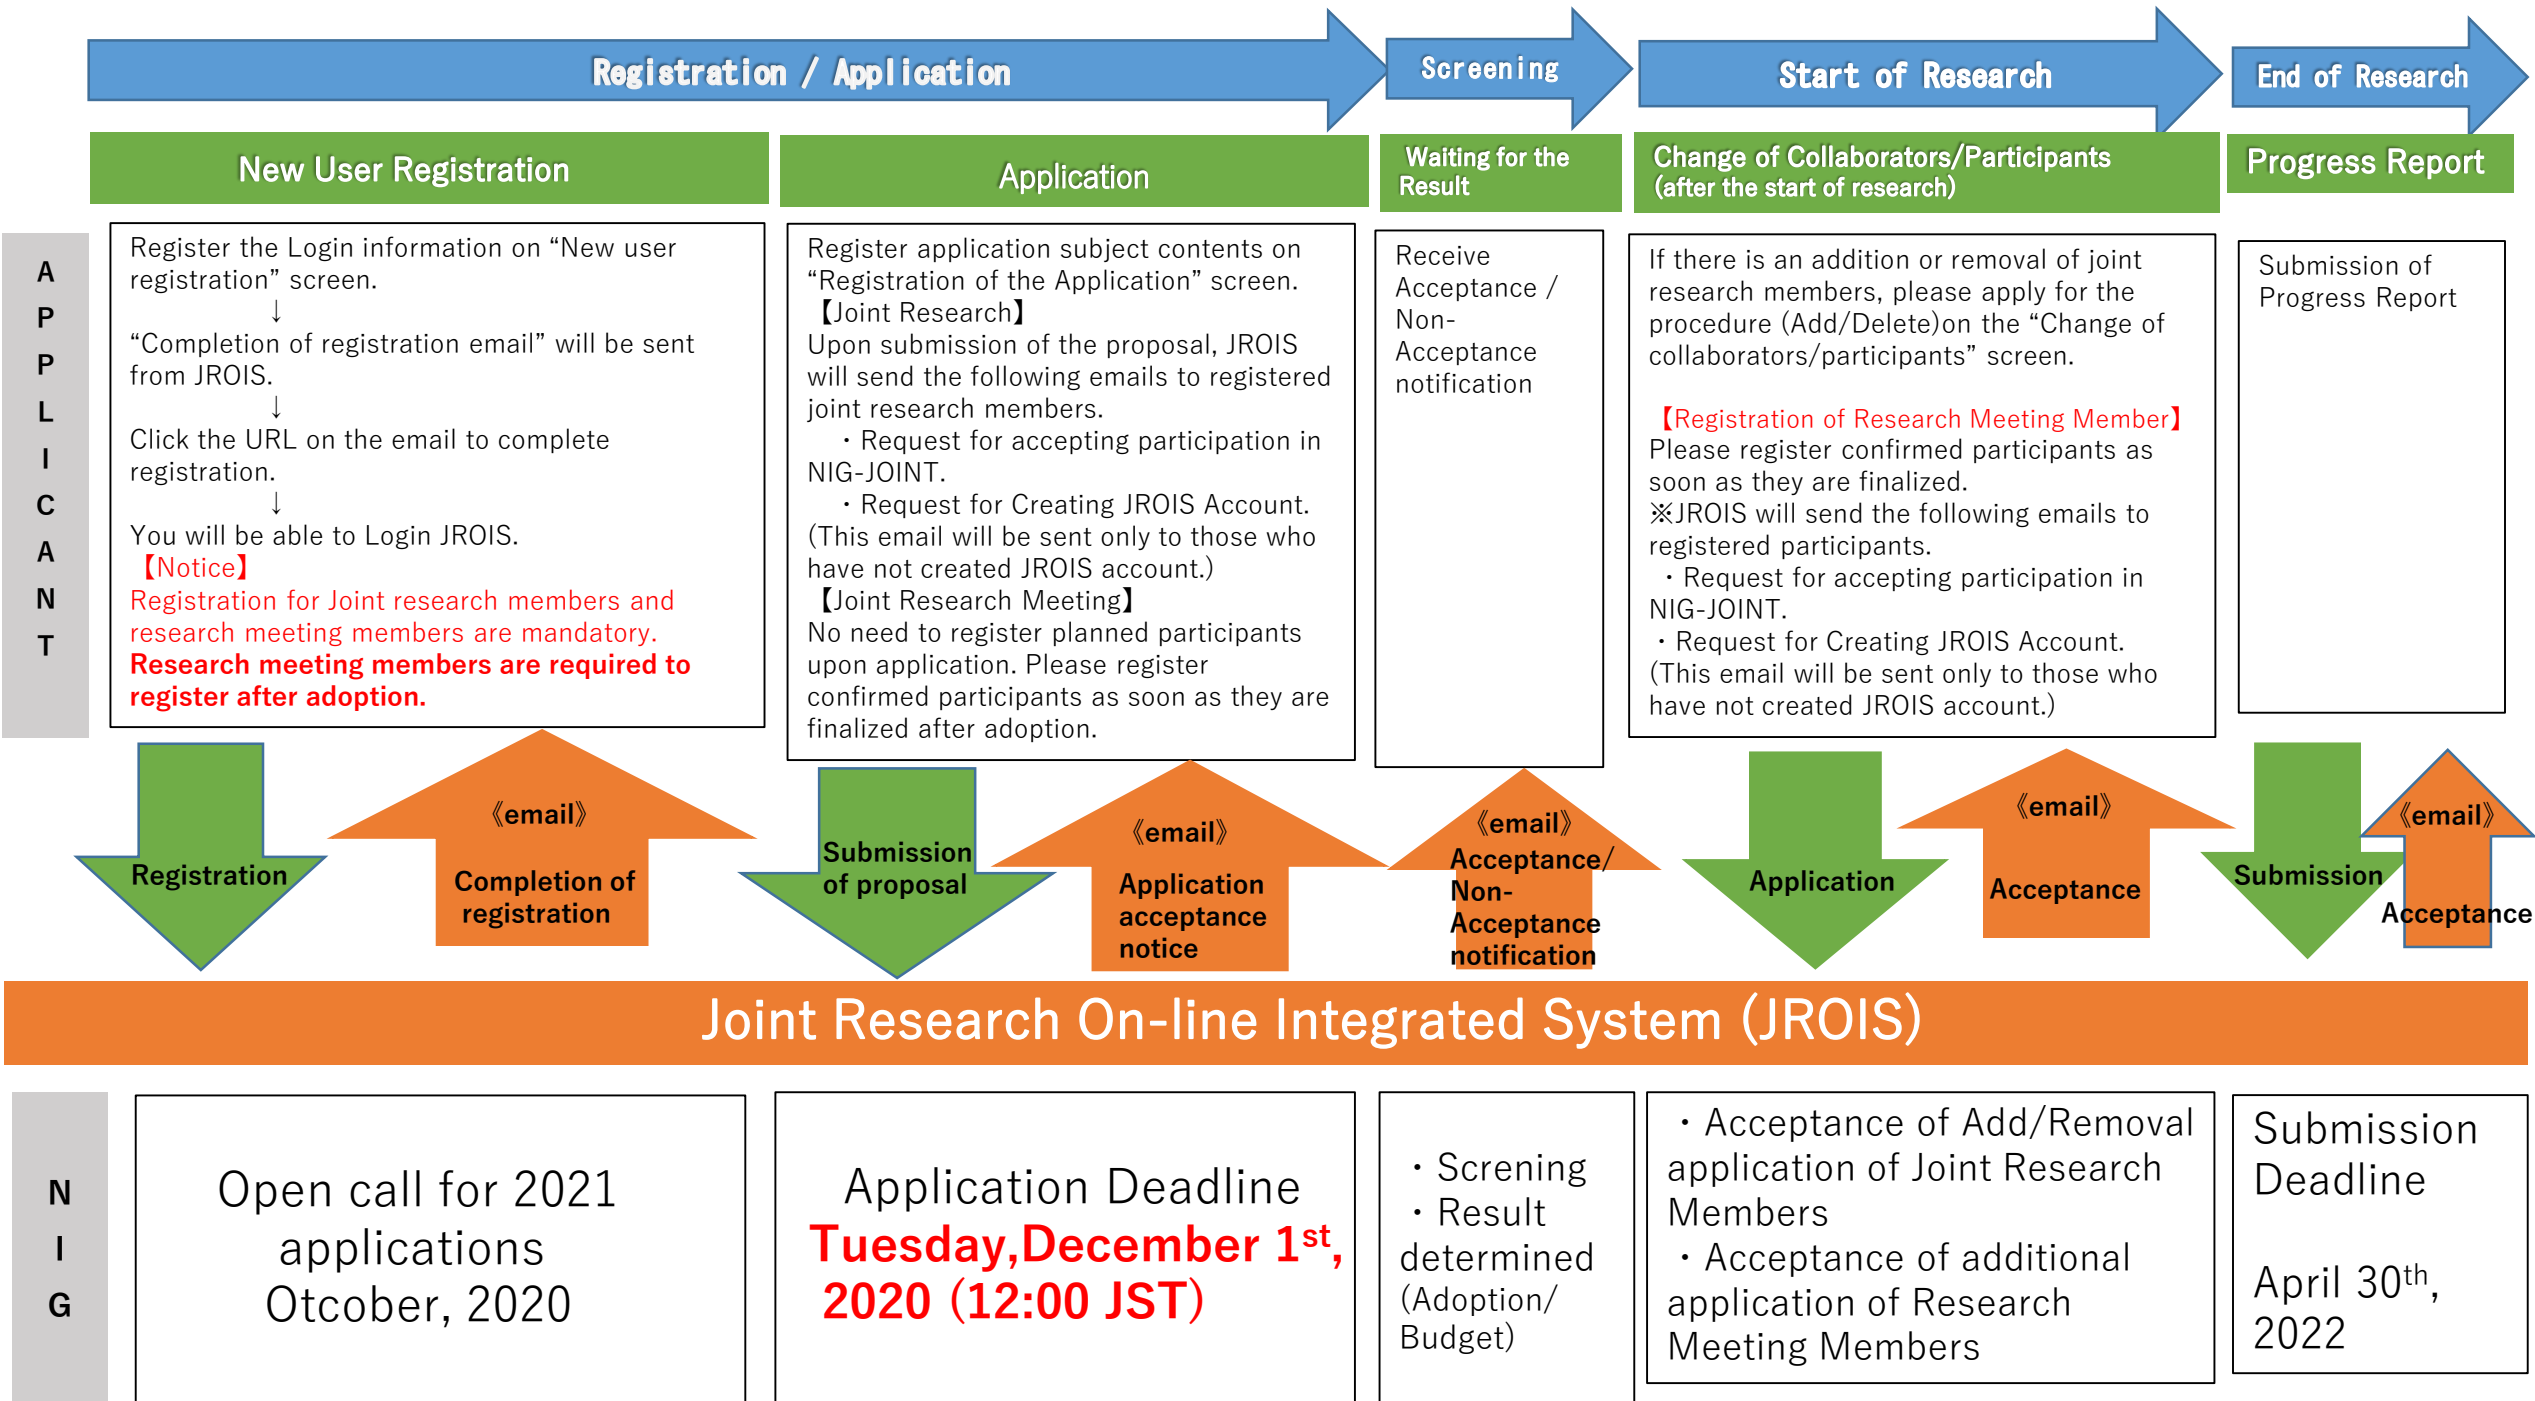 Registration / Application
Screening
Start of Research
End of Research
New User Registration
Application
Waiting for the
Result
Change of Collaborators/Participants
(after the start of research)
Progress Report
APPLICANT
Register the Login information on “New user
registration” screen.
↓
“Completion of registration email” will be sent
from JROIS.
↓
Click the URL on the email to complete
registration.
↓
You will be able to Login JROIS.
【Notice】
Registration for Joint research members and
research meeting members are mandatory.
Research meeting members are required to
register after adoption.
Register application subject contents on
“Registration of the Application” screen.
【Joint Research】
Upon submission of the proposal, JROIS
will send the following emails to registered
joint research members.
・Request for accepting participation in
NIG-JOINT.
・Request for Creating JROIS Account.
(This email will be sent only to those who
have not created JROIS account.)
【Joint Research Meeting】
No need to register planned participants
upon application. Please register
confirmed participants as soon as they are
finalized after adoption.
Receive
Acceptance /
Non-
Acceptance
notification
If there is an addition or removal of joint
research members, please apply for the
procedure (Add/Delete)on the “Change of
collaborators/participants” screen.
【Registration of Research Meeting Member】
Please register confirmed participants as
soon as they are finalized.
※JROIS will send the following emails to
registered participants.
・Request for accepting participation in
NIG-JOINT.
・Request for Creating JROIS Account.
(This email will be sent only to those who
have not created JROIS account.)
Submission of
Progress Report
Registration
《email》
Completion of
registration
Submission
of proposal
《email》
Application
acceptance
notice
《email》
Acceptance/
Non-
Acceptance
notification
Application
《email》
Acceptance
Submission
《email》
Acceptance
Joint Research On-line Integrated System (JROIS)
NIG
Open call for 2021
applications
Otcober, 2020
Application Deadline
Tuesday,December 1st,
2020 (12:00 JST)
・Screning
・Result
determined
(Adoption/
Budget)
・Acceptance of Add/Removal
application of Joint Research
Members
・Acceptance of additional
application of Research
Meeting Members
Submission
Deadline
April 30th,
2022